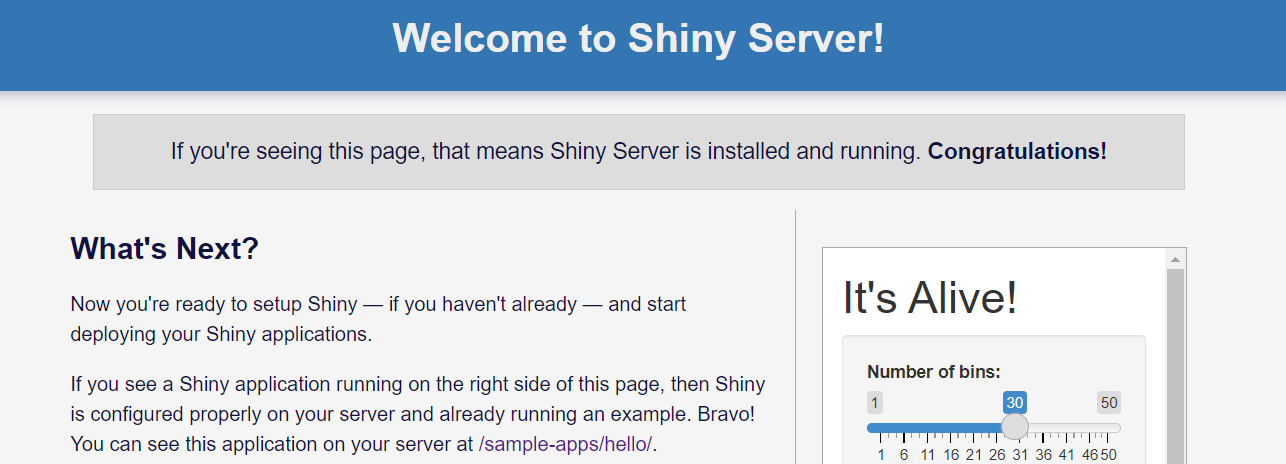 Welcome to Shiny Server!
If you're seeing this page, that means Shiny Server is installed and running. Congratulations!
What's Next?
Now you're ready to setup Shiny — if you haven't already — and start
deploying your Shiny applications.
If you see a Shiny application running on the right side of this page, then Shiny
is configured properly on your server and already running an example. Bravo!
You can see this application on your server at /sample-apps/hello/.
It's Alive!
Number of bins:
1 30 50
1 6 11 16 21 26 31 36 41 46 50